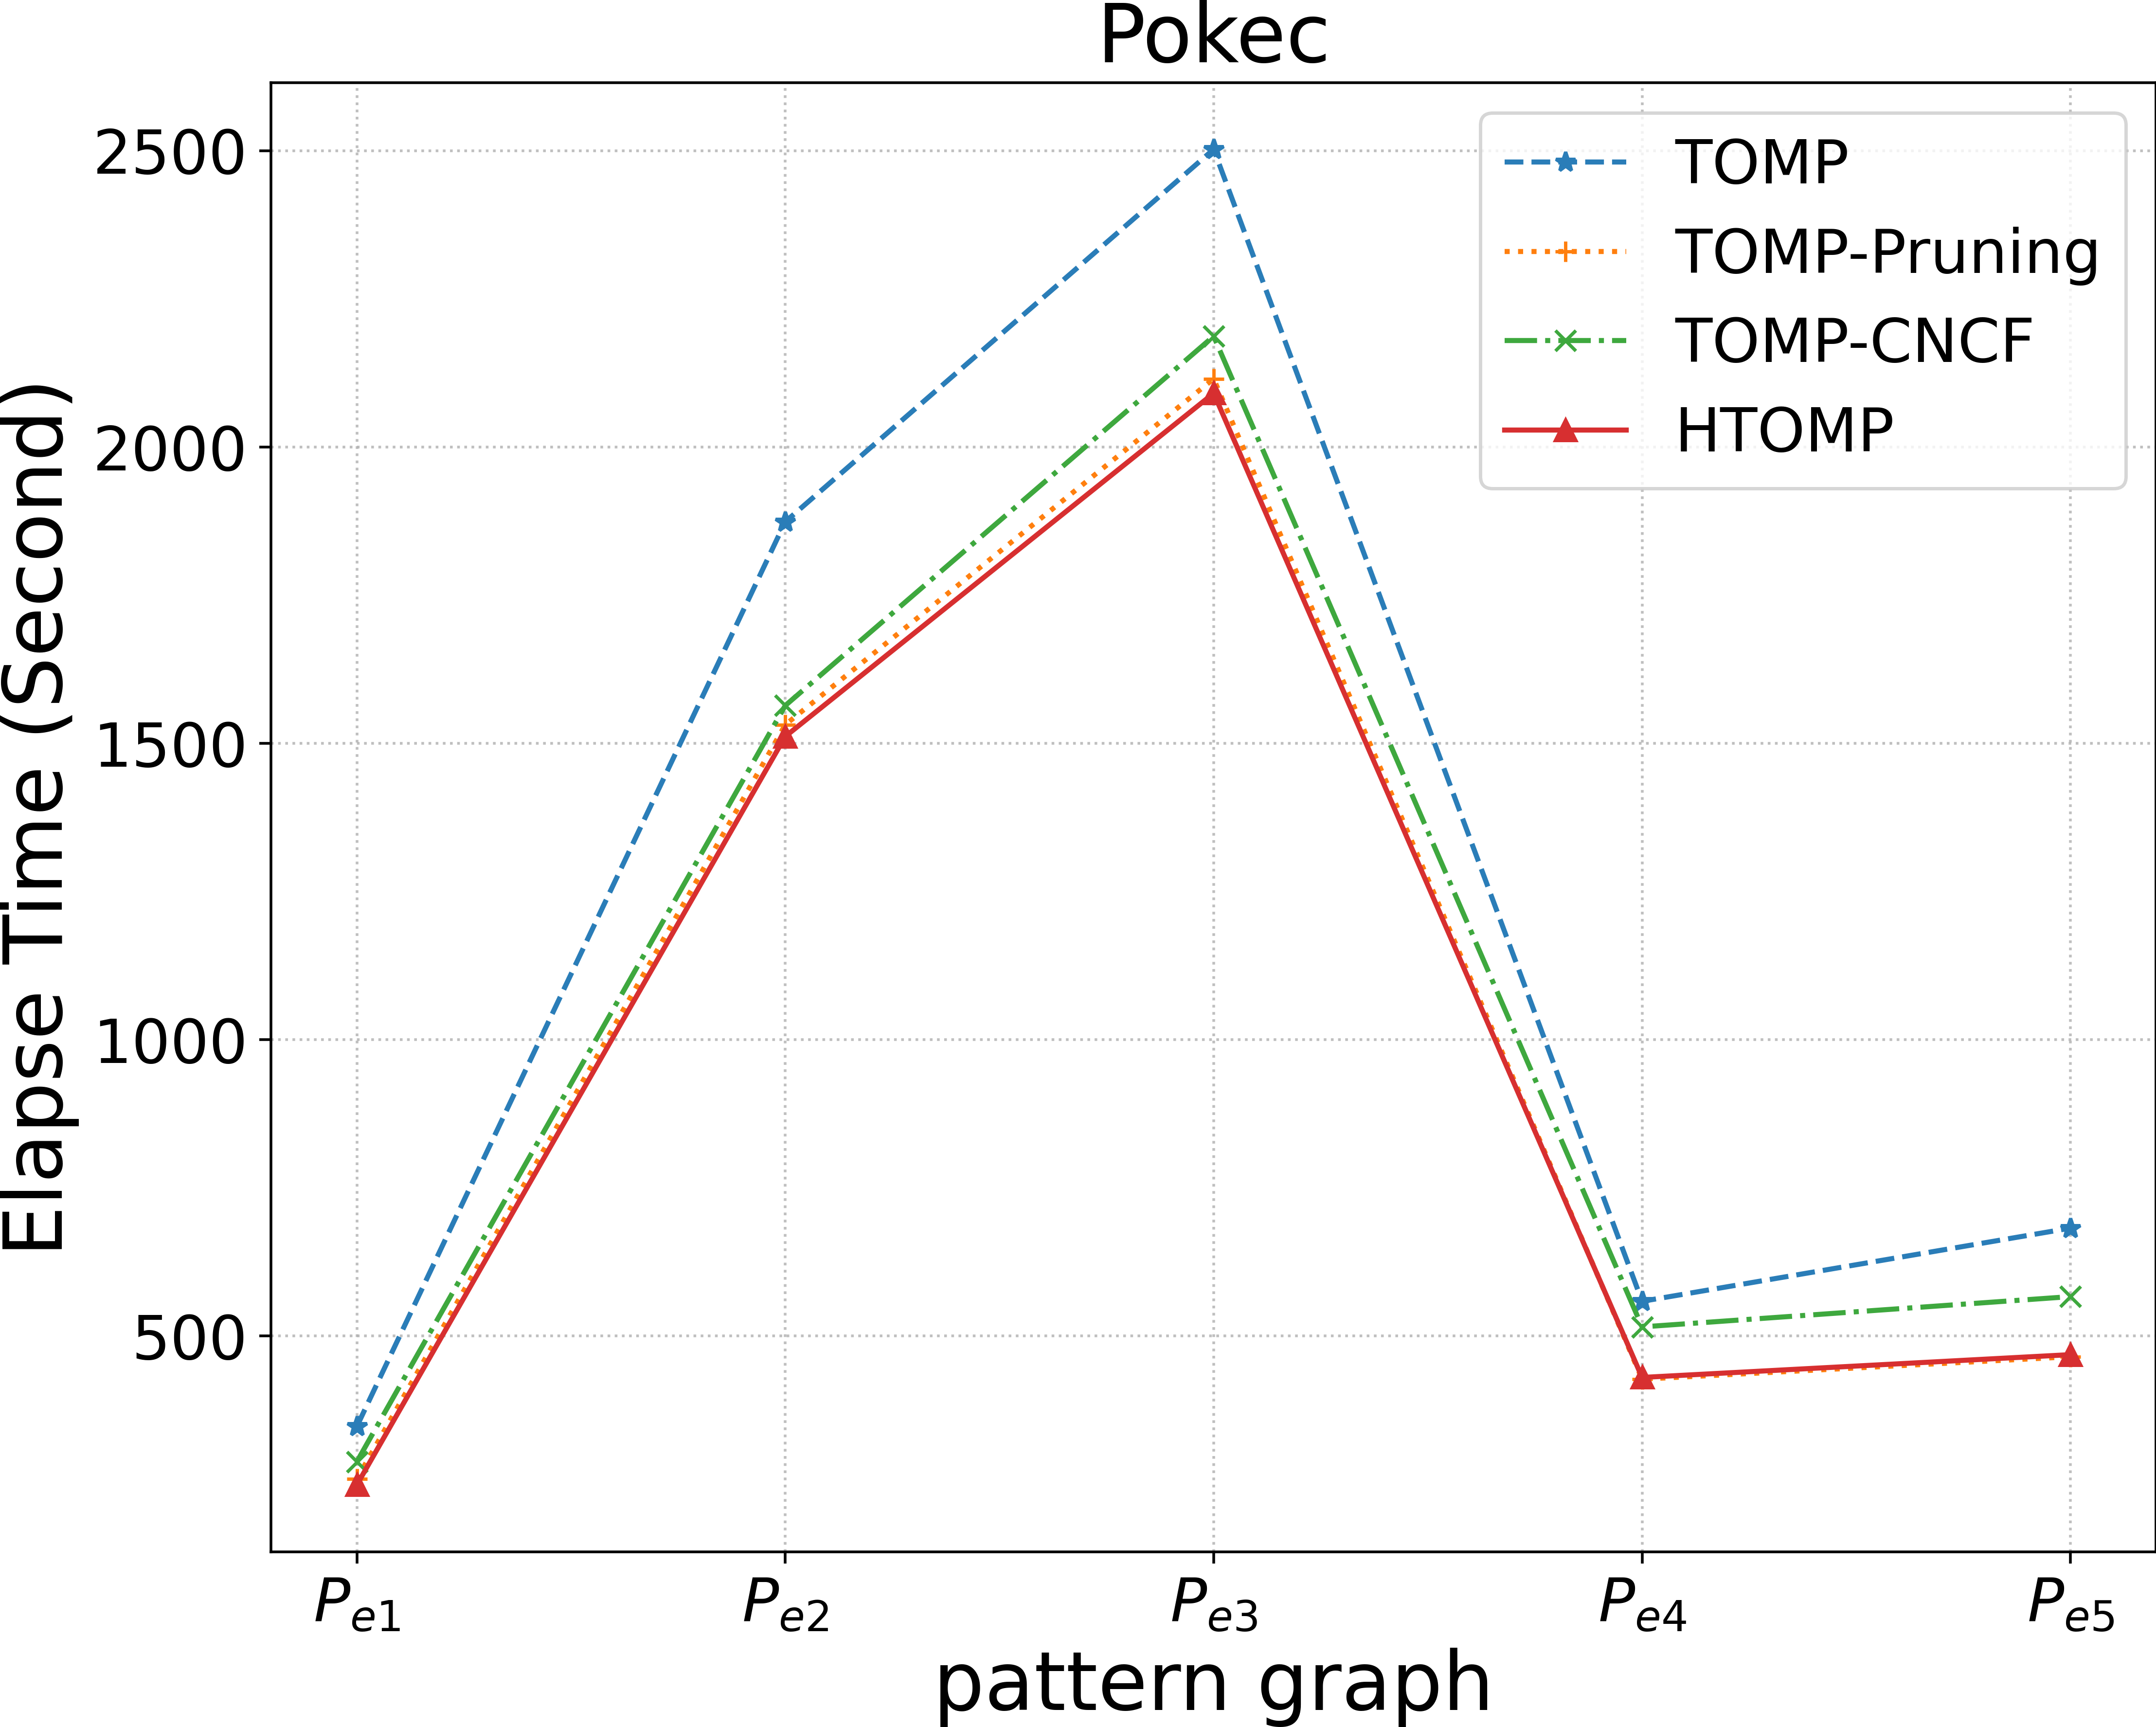 Pokec
Elapse Time (Second)
2500
2000
1500
1000
500
TOMP
TOMP-Pruning
TOMP-CNCF
HTOMP
Pe1 Pe2 Pe3 Pe4 Pe5
pattern graph